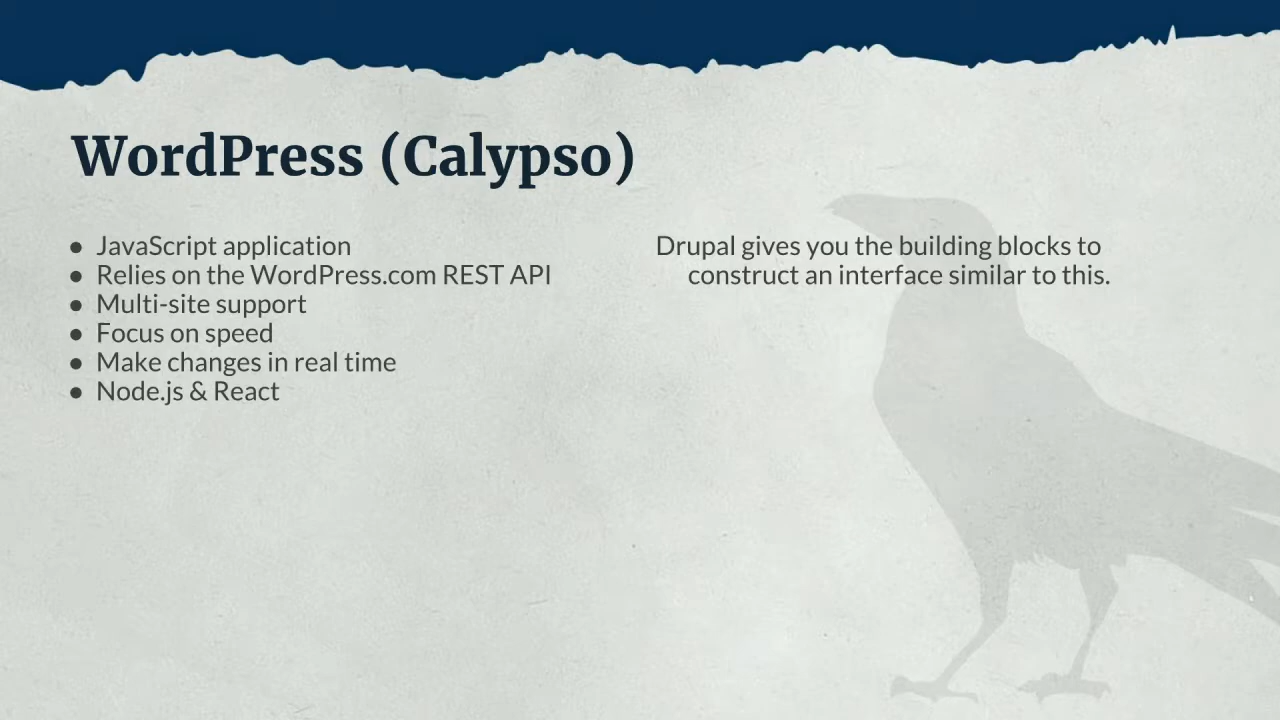 WordPress (Calypso)
● JavaScript application
● Relies on the WordPress.com REST API
● Multi-site support
● Focus on speed
● Make changes in real time
● Node.js & React
Drupal gives you the building blocks to
construct an interface similar to this.